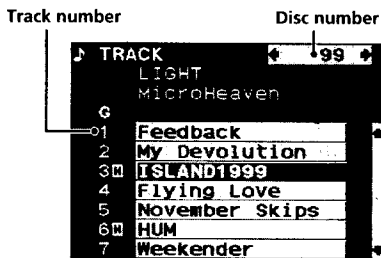 Track number Disc number
♪ TRACK 99
LIGHT
MicroHeaven
G
1 Feedback
2 My Devolution
3 M ISLAND1999
4 Flying Love
5 November Skips
6 M HUM
7 Weekender